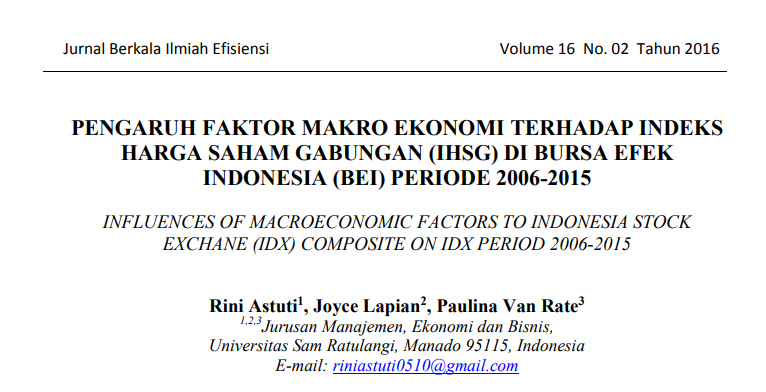 Jurnal Berkala Ilmiah Efisiensi Volume 16 No. 02 Tahun 2016
PENGARUH FAKTOR MAKRO EKONOMI TERHADAP INDEKS
HARGA SAHAM GABUNGAN (IHSG) DI BURSA EFEK
INDONESIA (BEI) PERIODE 2006-2015
INFLUENCES OF MACROECONOMIC FACTORS TO INDONESIA STOCK
EXCHANE (IDX) COMPOSITE ON IDX PERIOD 2006-2015
Rini Astuti1, Joyce Lapian2, Paulina Van Rate3
1,2,3Jurusan Manajemen, Ekonomi dan Bisnis,
Universitas Sam Ratulangi, Manado 95115, Indonesia
E-mail: riniastuti0510@gmail.com